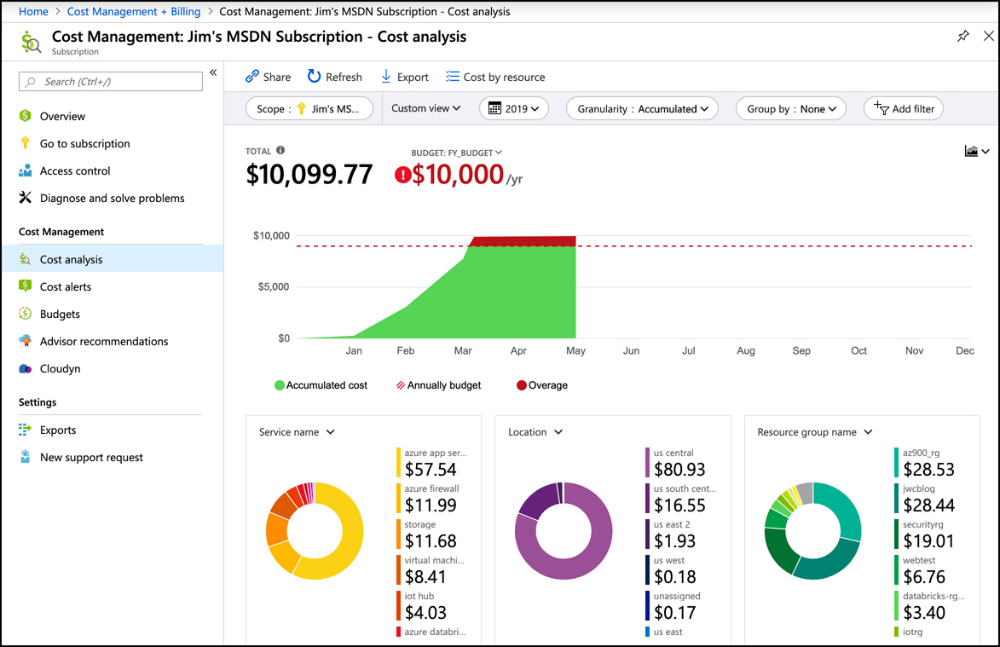 Home > Cost Management + Billing > Cost Management: Jim's MSDN Subscription - Cost analysis
Cost Management: Jim's MSDN Subscription - Cost analysis
Subscription
Search (Ctrl+/)
«
Overview
Go to subscription
Access control
Diagnose and solve problems
Cost Management
Cost analysis
Cost alerts
Budgets
Advisor recommendations
Cloudyn
Settings
Exports
New support request
Share Refresh Export Cost by resource
Scope : Jim's MS... Custom view 2019 Granularity : Accumulated Group by : None Add filter
TOTAL
$10,099.77
BUDGET: FY_BUDGET
$10,000 /yr
$10,000
$5,000
$0
Jan Feb Mar Apr May Jun Jul Aug Sep Oct Nov Dec
Accumulated cost Annually budget Overage
Service name
azure app ser...
$57.54
azure firewall
$11.99
storage
$11.68
virtual machi...
$8.41
iot hub
$4.03
azure databri...
Location
us central
$80.93
us south cent...
$16.55
us east 2
$1.93
us west
$0.18
unassigned
$0.17
us east
Resource group name
az900_rg
$28.53
jwcblog
$28.44
securityrg
$19.01
webtest
$6.76
databricks-rg...
$3.40
iotrg